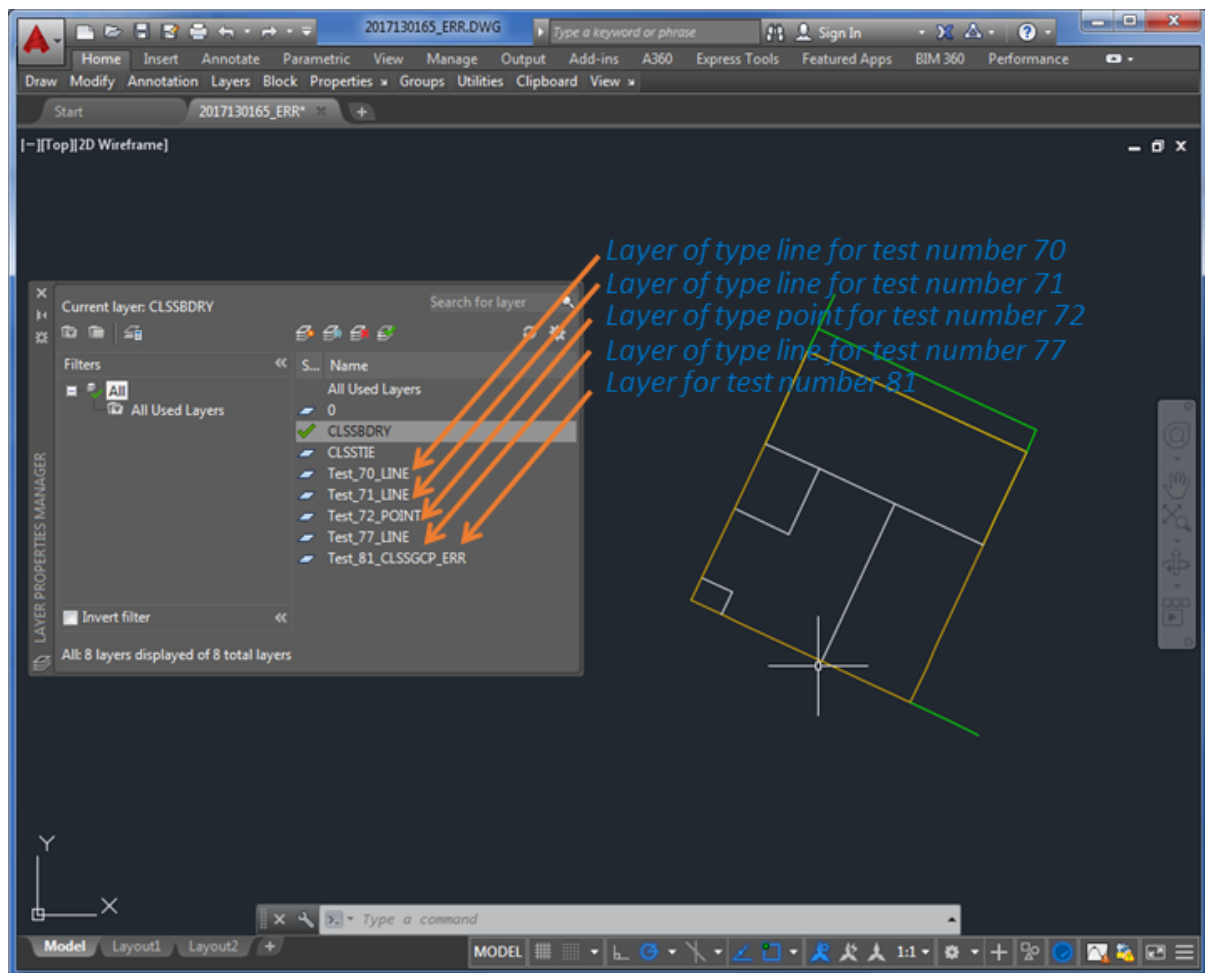 2017130165_ERR.DWG
Type a keyword or phrase
Sign In
Home Insert Annotate Parametric View Manage Output Add-ins A360 Express Tools Featured Apps BIM 360 Performance
Draw Modify Annotation Layers Block Properties Groups Utilities Clipboard View
Start 2017130165_ERR* +
[−][Top][2D Wireframe]
Layer of type line for test number 70
Layer of type line for test number 71
Layer of type point for test number 72
Layer of type line for test number 77
Layer for test number 81
Current layer: CLSSBDRY
Search for layer
Filters
S... Name
All
All Used Layers
All Used Layers
0
CLSSBDRY
CLSSTIE
Test_70_LINE
Test_71_LINE
Test_72_POINT
Test_77_LINE
Test_81_CLSSGCP_ERR
Invert filter
All: 8 layers displayed of 8 total layers
LAYER PROPERTIES MANAGER
Y
X
Type a command
Model Layout1 Layout2 +
MODEL
1:1